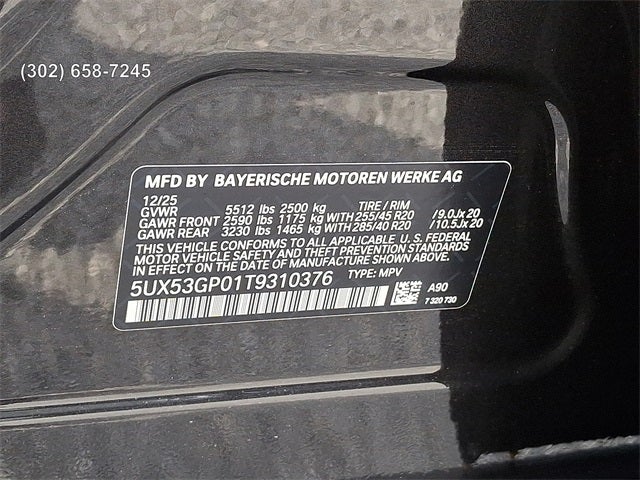 (302) 658-7245
MFD BY BAYERISCHE MOTOREN WERKE AG
12/25 TIRE / RIM
GVWR 5512 lbs 2500 kg
GAWR FRONT 2590 lbs 1175 kg WITH 255/45 R20 /9.0Jx20
GAWR REAR 3230 lbs 1465 kg WITH 285/40 R20 /10.5Jx20
THIS VEHICLE CONFORMS TO ALL APPLICABLE U. S. FEDERAL
MOTOR VEHICLE SAFETY AND THEFT PREVENTION STANDARDS
IN EFFECT ON THE DATE OF MANUFACTURE SHOWN ABOVE.
5UX53GP01T9310376 TYPE: MPV
A90
7 320 730